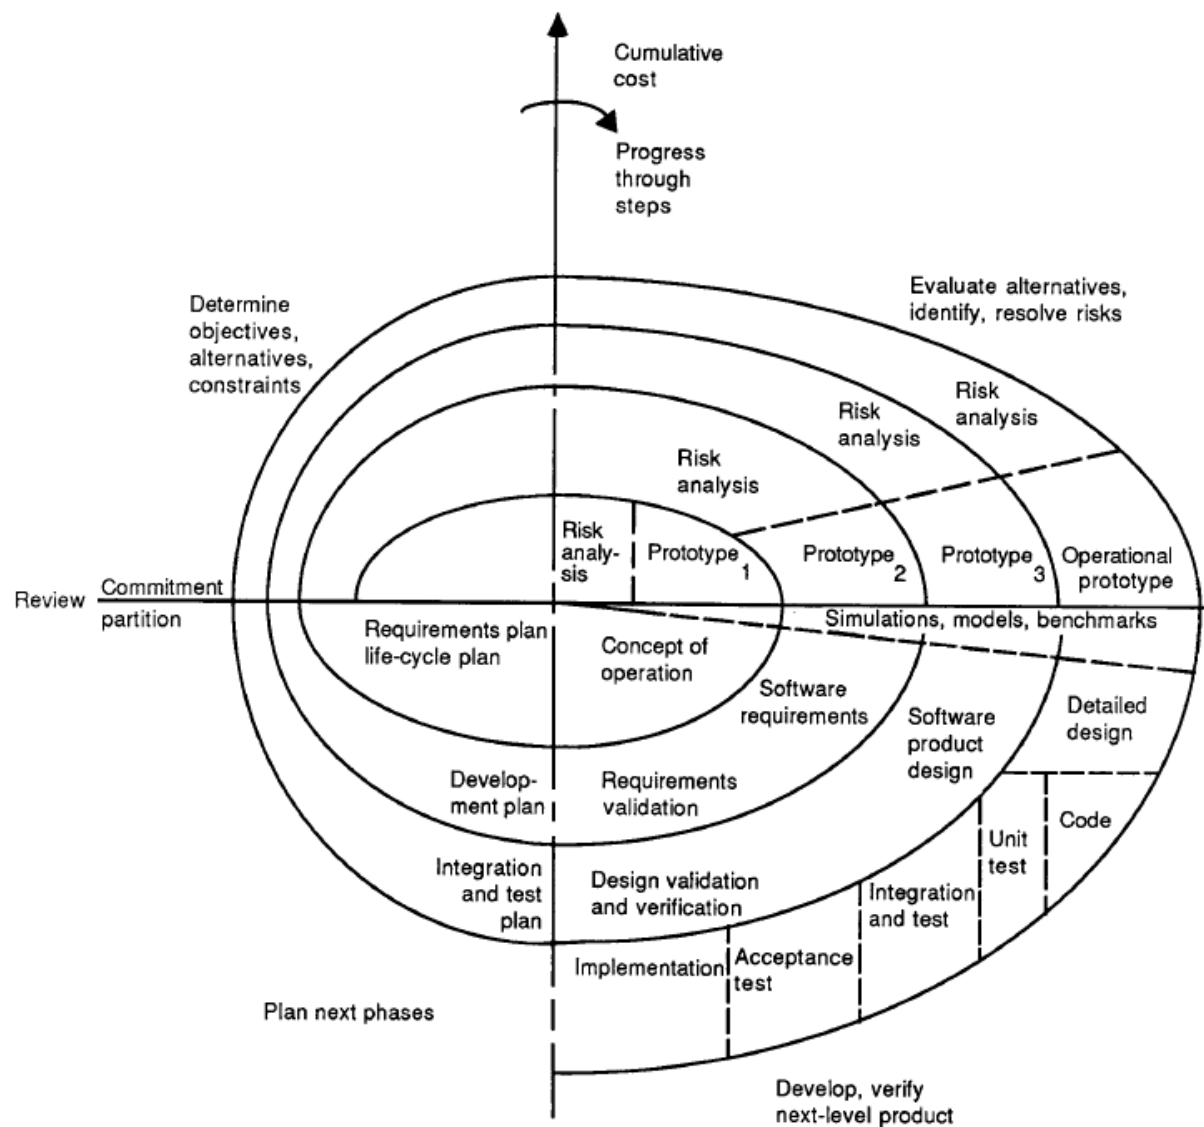 Cumulative
cost
Progress
through
steps
Determine
objectives,
alternatives,
constraints
Evaluate alternatives,
identify, resolve risks
Risk
analysis
Risk
analysis
Risk
analysis
Risk
analy-
sis
Prototype 1
Prototype 2
Prototype 3
Operational
prototype
Review
Commitment
partition
Simulations, models, benchmarks
Requirements plan
life-cycle plan
Concept of
operation
Software
requirements
Software
product
design
Detailed
design
Develop-
ment plan
Requirements
validation
Unit
test
Code
Integration
and test
plan
Design validation
and verification
Integration
and test
Acceptance
test
Implementation
Plan next phases
Develop, verify
next-level product